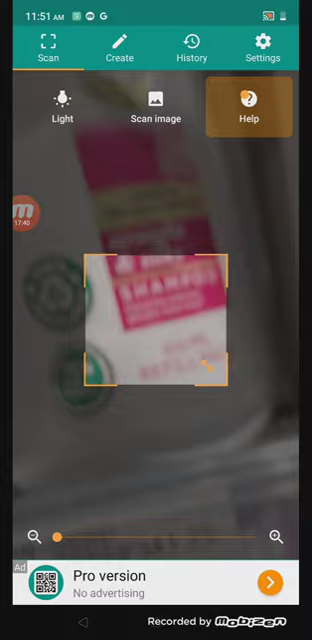 11:51 AM
Scan
Create
History
Settings
Light
Scan image
Help
17:40
SHAMPOO
Ad
Pro version
No advertising
Recorded by MOBIZEN